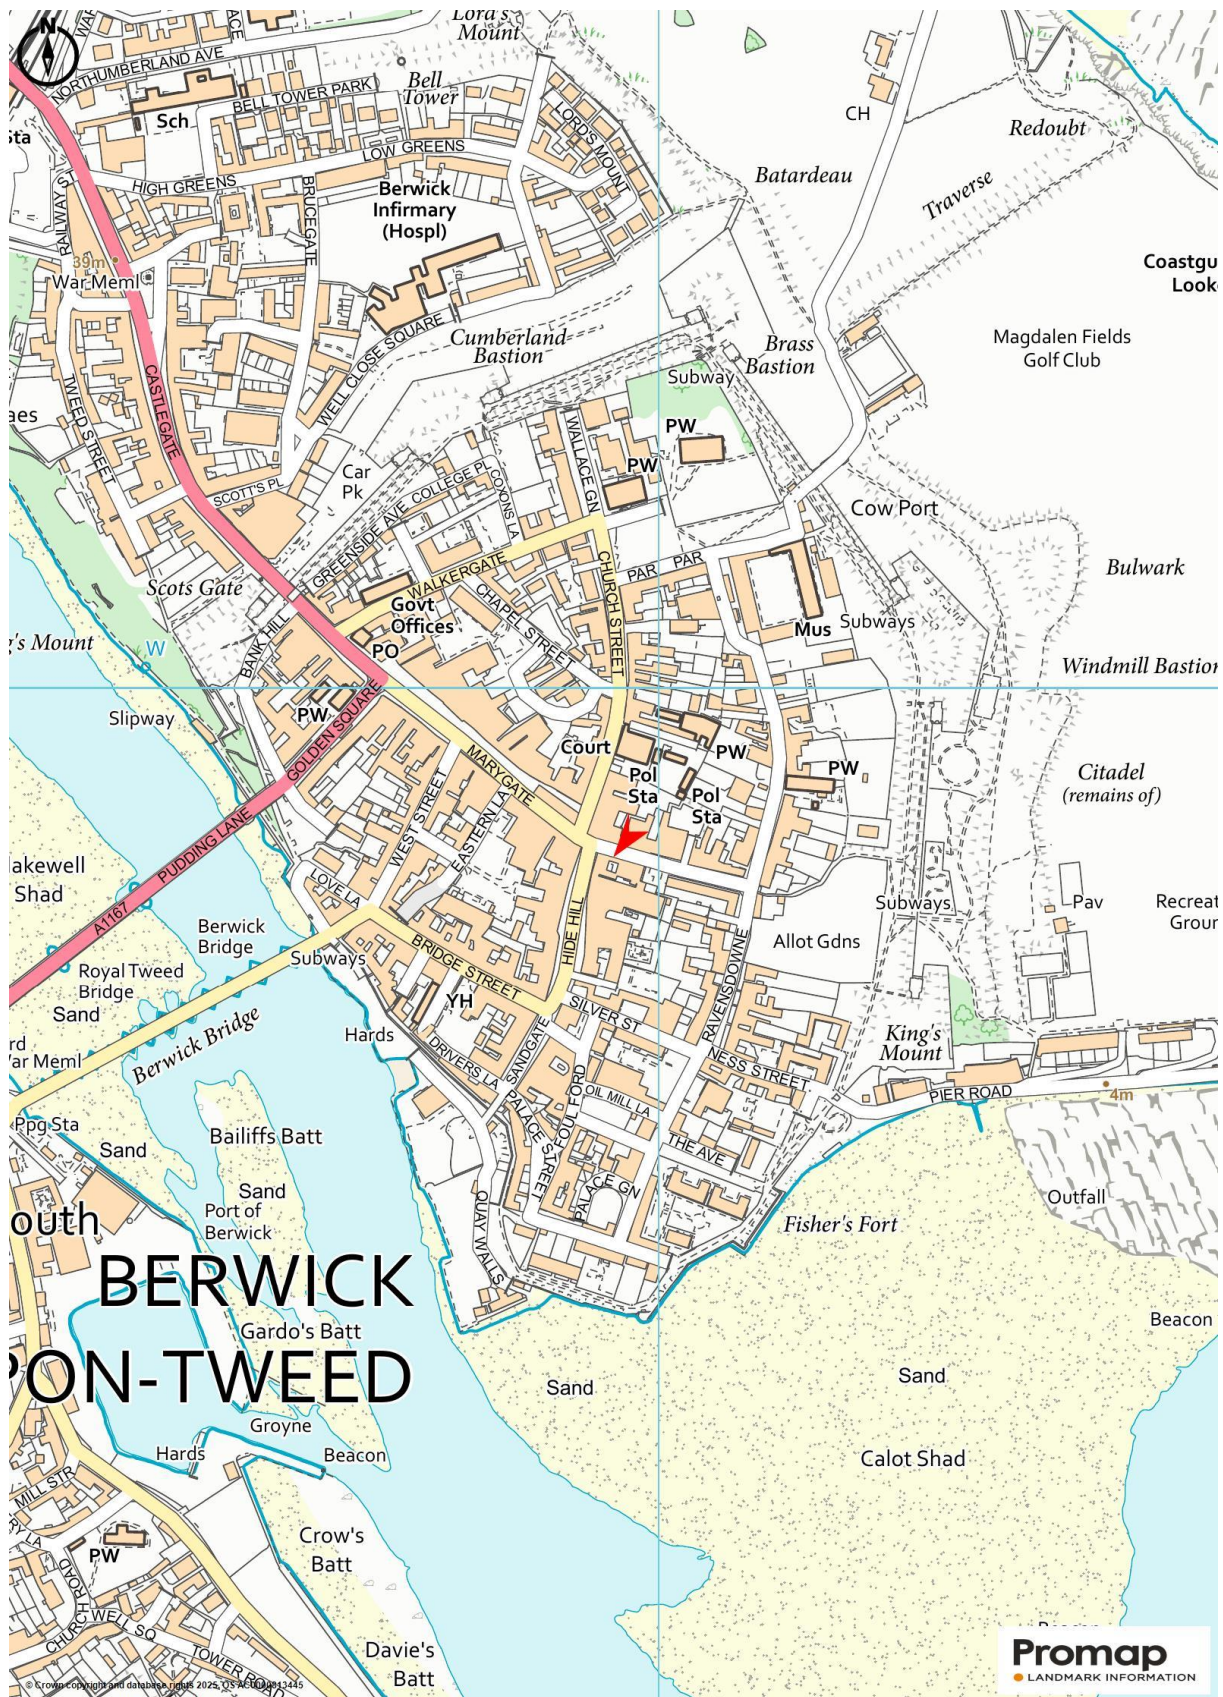 Lord's
Mount
N
NORTHUMBERLAND AVE
Bell
Tower
BELL TOWER PARK
Sch
LORD'S MOUNT
CH
Redoubt
Sta
LOW GREENS
HIGH GREENS
Batardeau
Traverse
Berwick
Infirmary
(Hospl)
RAILWAY ST
BRUCEGATE
39m
War Meml
Coastgu
Look
Cumberland
Bastion
Brass
Bastion
Magdalen Fields
Golf Club
WELL CLOSE SQUARE
Subway
CASTLEGATE
TWEED STREET
aes
PW
PW
WALLACE GN
Car
Pk
SCOTT'S PL
COLLEGE PL
COXONS LA
GREENSIDE AVE
Cow Port
WALKERGATE
CHURCH STREET
PAR
PAR
Bulwark
Scots Gate
Govt
Offices
CHAPEL STREET
Mus
Subways
g's Mount
W
BANK HILL
PO
Windmill Bastion
Slipway
PW
GOLDEN SQUARE
MARYGATE
Court
PW
PW
Pol
Sta
Pol
Sta
Citadel
(remains of)
WEST STREET
EASTERN LA
PUDDING LANE
lakewell
Shad
LOVE LA
A1167
HIDE HILL
Subways
Pav
Recreat
Groun
Berwick
Bridge
BRIDGE STREET
RAVENSDOWNE
Allot Gdns
Subways
Royal Tweed
Bridge
Sand
YH
SILVER ST
Hards
King's
Mount
Berwick Bridge
rd
ar Meml
DRIVERS LA
SANDGATE
NESS STREET
FOUL FORD
OIL MILL LA
PIER ROAD
4m
Ppg Sta
Sand
Bailiffs Batt
PALACE STREET
THE AVE
Sand
Port of
Berwick
QUAY WALLS
PALACE GN
Outfall
Fisher's Fort
outh
BERWICK
Gardo's Batt
PON-TWEED
Beacon
Sand
Sand
Groyne
Hards
Beacon
Calot Shad
MILL STR
RY LA
Crow's
Batt
PW
CHURCH ROAD
WELL SQ
TOWER ROAD
Davie's
Batt
Promap
LANDMARK INFORMATION